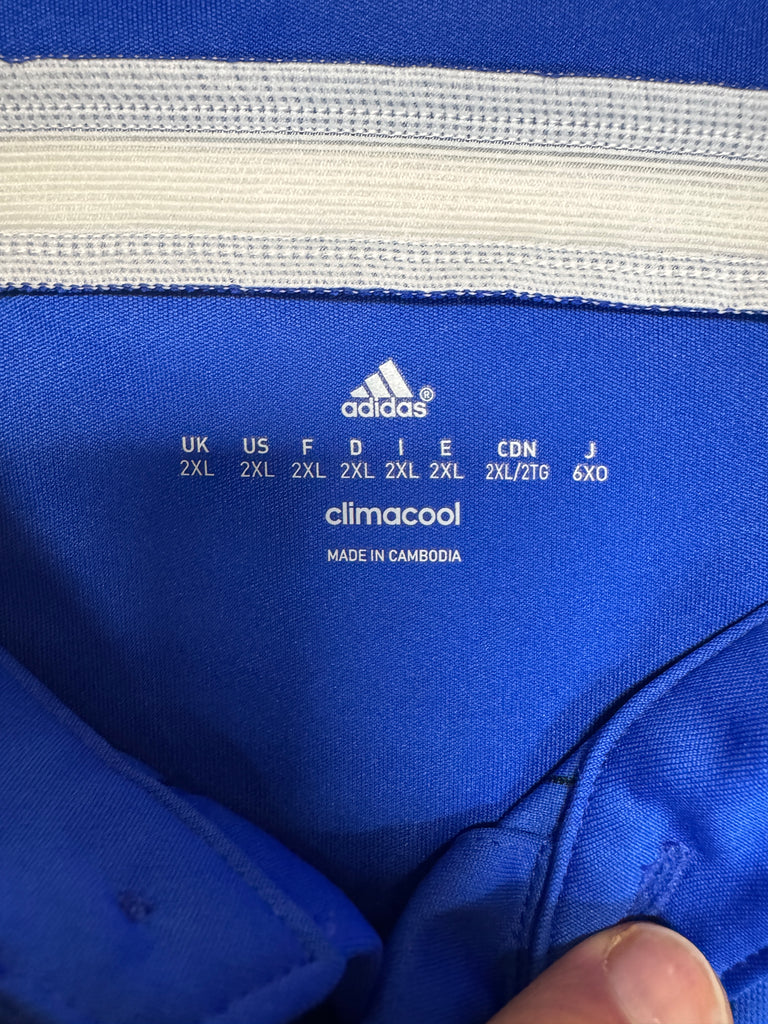 adidas®
UK US F D I E CDN J
2XL 2XL 2XL 2XL 2XL 2XL 2XL/2TG 6XO
climacool
MADE IN CAMBODIA